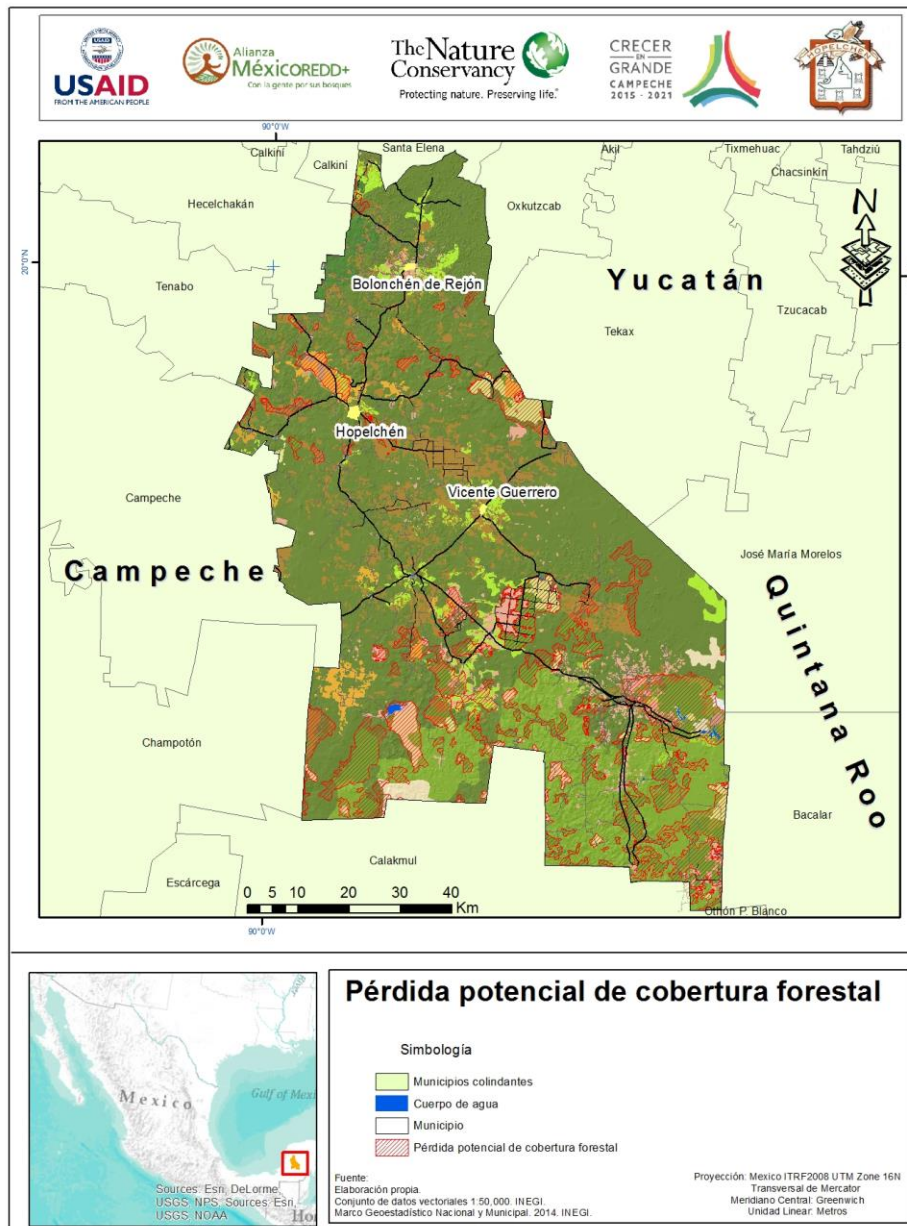 USAID
FROM THE AMERICAN PEOPLE
Alianza
MéxicoREDD+
Con la gente por sus bosques
The Nature
Conservancy
Protecting nature. Preserving life.
CRECER
EN
GRANDE
CAMPECHE
2015 - 2021
HOPELCHEN
90°0'W
Calkiní
Calkiní
Santa Elena
Akil
Tixmehuac
Tahdziú
Chacsinkín
Hecelchakán
Oxkutzcab
N
20°0'N
20°0'N
Bolonchén de Rejón
Yucatán
Tenabo
Tzucacab
Tekax
Hopelchén
Vicente Guerrero
Campeche
José María Morelos
Campeche
Quintana Roo
Champotón
Bacalar
Calakmul
Escárcega
0 5 10 20 30 40
Km
Othón P. Blanco
90°0'W
Mexico
Gulf of Mexi
Sources: Esri, DeLorme,
USGS, NPS, Sources: Esri,
USGS, NOAA
Ho
Pérdida potencial de cobertura forestal
Simbología
Municipios colindantes
Cuerpo de agua
Municipio
Pérdida potencial de cobertura forestal
Fuente:
Elaboración propia.
Conjunto de datos vectoriales 1:50,000. INEGI.
Marco Geoestadístico Nacional y Municipal. 2014. INEGI.
Proyección: Mexico ITRF2008 UTM Zone 16N
Transversal de Mercator
Meridiano Central: Greenwich
Unidad Linear: Metros